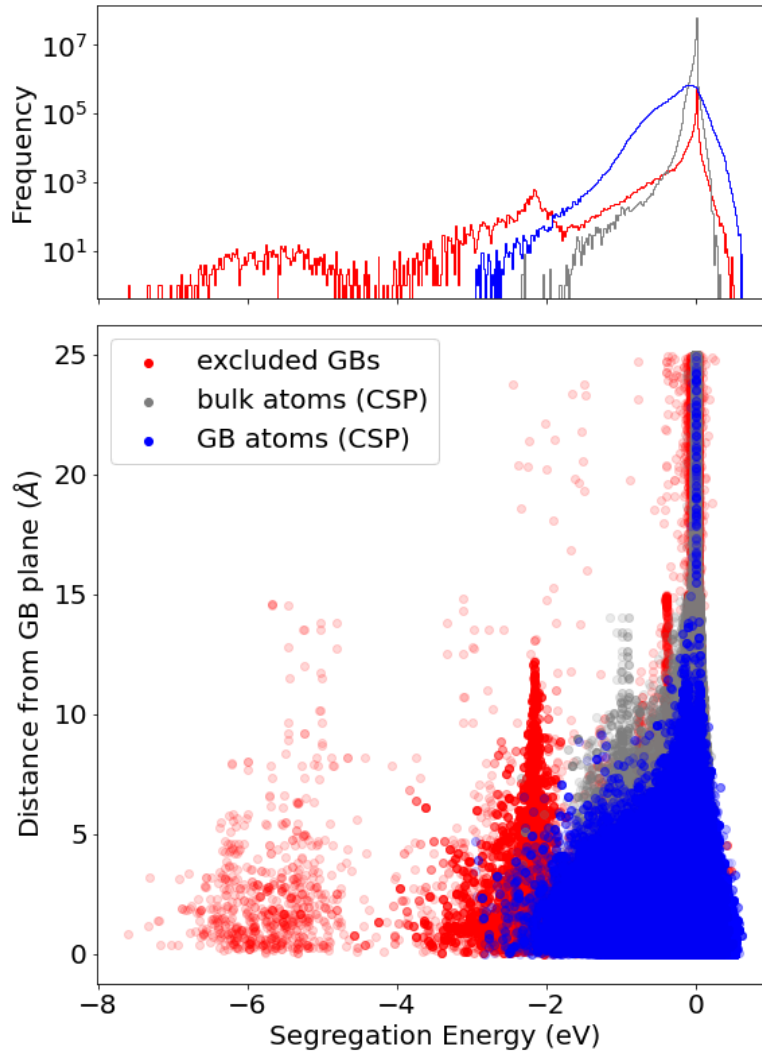 Frequency
10^7
10^5
10^3
10^1
Distance from GB plane (Å)
25
20
15
10
5
0
excluded GBs
bulk atoms (CSP)
GB atoms (CSP)
−8 −6 −4 −2 0
Segregation Energy (eV)